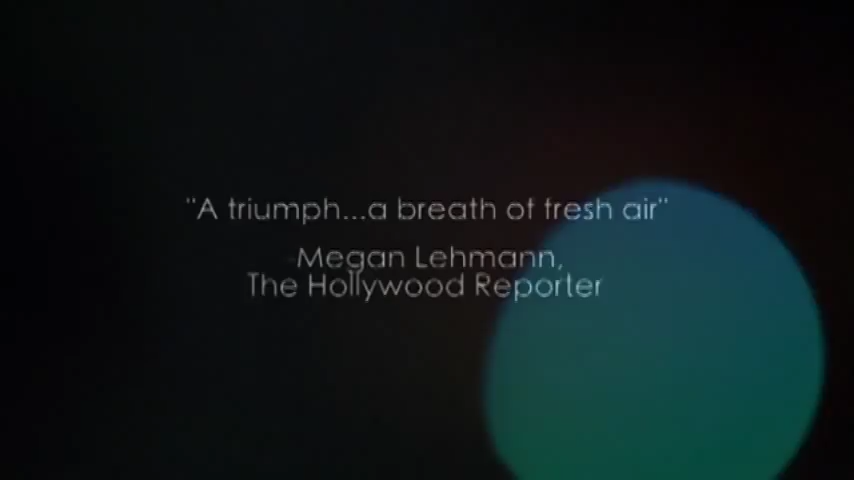 "A triumph...a breath of fresh air"
Megan Lehmann,
The Hollywood Reporter